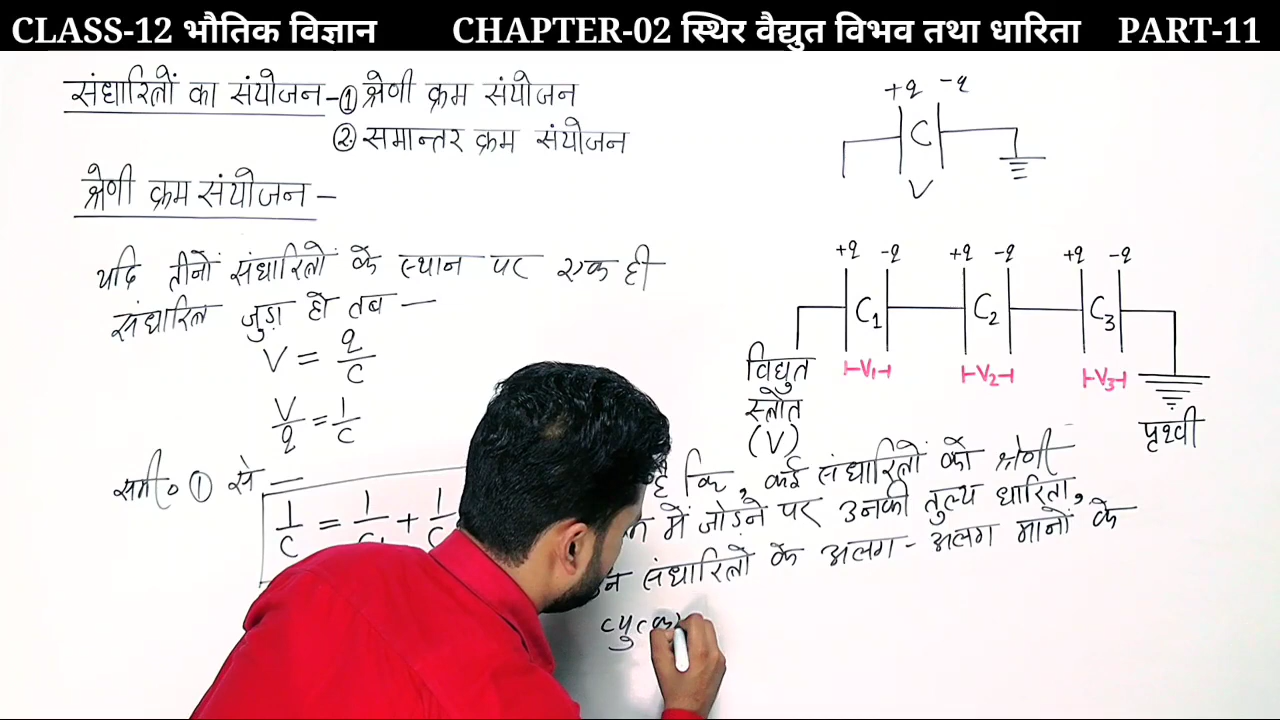 CLASS-12 भौतिक विज्ञान CHAPTER-02 स्थिर वैद्युत विभव तथा धारिता PART-11
संधारितों का संयोजन - ① श्रेणी क्रम संयोजन
② समान्तर क्रम संयोजन
श्रेणी क्रम संयोजन -
यदि तीनों संधारितों के स्थान पर एक ही
संधारित जुड़ा हो तब —
V = q/C
V/q = 1/C
समी० ① से —
1/C = 1/C₁ + 1/C
+q -q
C
V
+q -q +q -q +q -q
C₁ C₂ C₃
V₁ V₂ V₃
विद्युत
स्त्रोत
(V)
पृथ्वी
है कि, कई संधारितों को श्रेणी
में जोड़ने पर उनकी तुल्य धारिता,
संधारितों के अलग-अलग मानों के